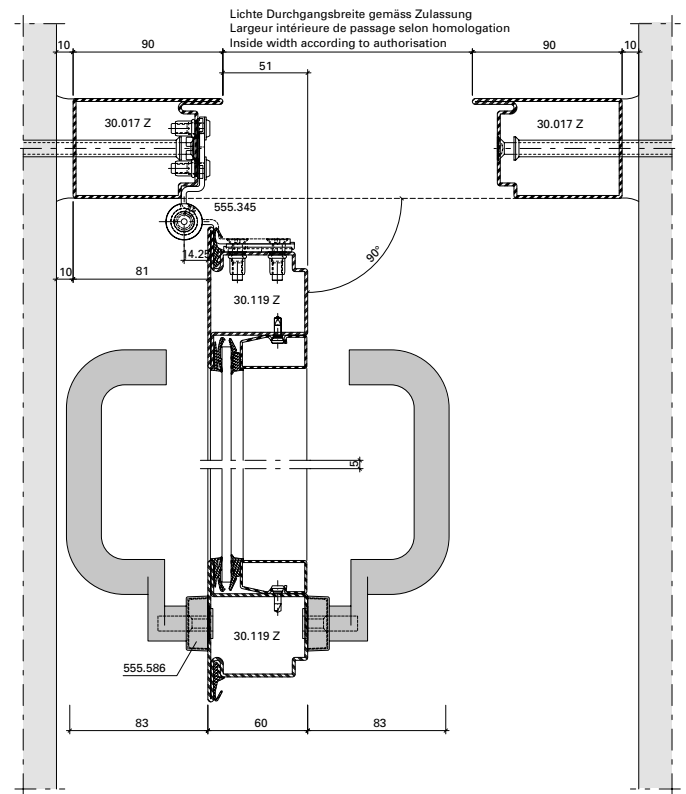 Lichte Durchgangsbreite gemäss Zulassung
Largeur intérieure de passage selon homologation
Inside width according to authorisation
10
90
90
10
51
30.017 Z
30.017 Z
555.345
14.25
90°
10
81
30.119 Z
5
30.119 Z
555.586
83
60
83